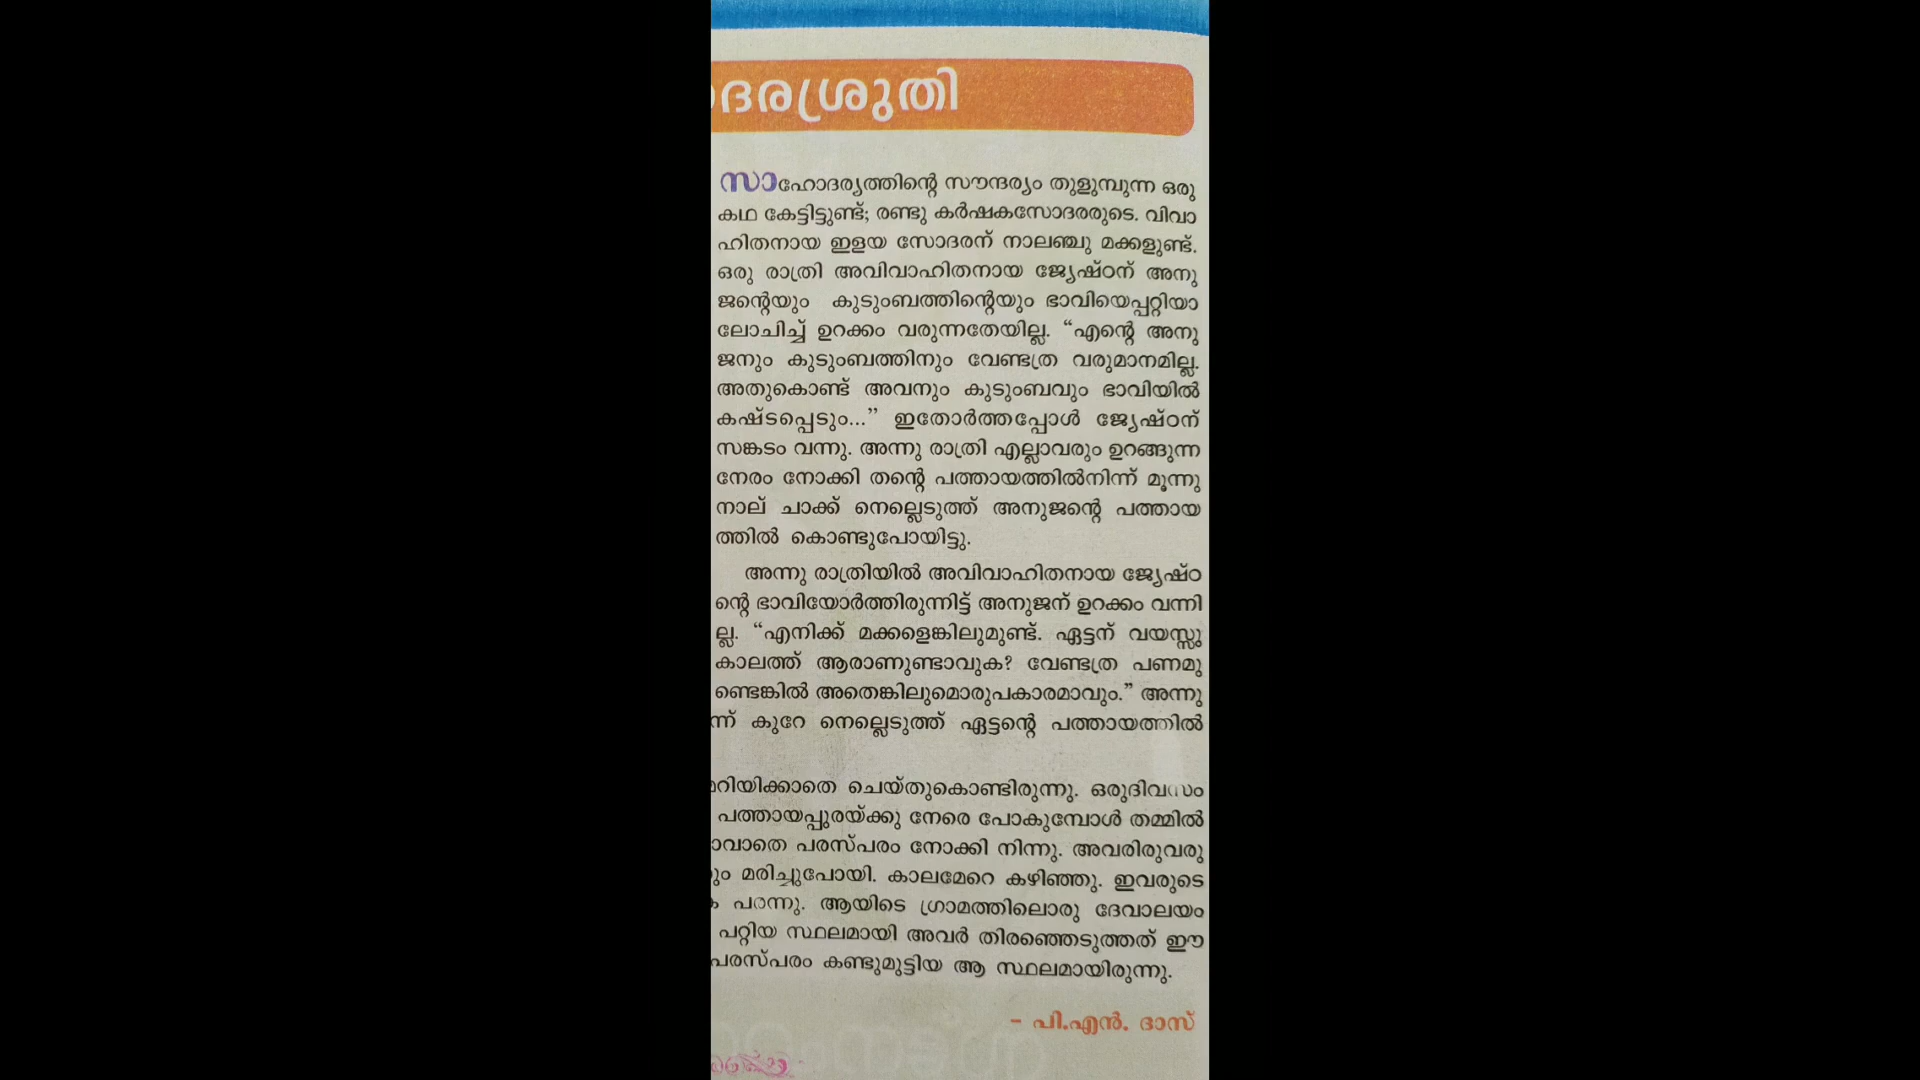 ദരശ്രുതി
സാഹോദര്യത്തിന്റെ സൗന്ദര്യം തുളുമ്പുന്ന ഒരു
കഥ കേട്ടിട്ടുണ്ട്; രണ്ടു കർഷകസോദരരുടെ. വിവാ
ഹിതനായ ഇളയ സോദരന് നാലഞ്ചു മക്കളുണ്ട്.
ഒരു രാത്രി അവിവാഹിതനായ ജ്യേഷ്ഠന് അനു
ജന്റെയും കുടുംബത്തിന്റെയും ഭാവിയെപ്പറ്റിയാ
ലോചിച്ച് ഉറക്കം വരുന്നതേയില്ല. “എന്റെ അനു
ജനും കുടുംബത്തിനും വേണ്ടത്ര വരുമാനമില്ല.
അതുകൊണ്ട് അവനും കുടുംബവും ഭാവിയിൽ
കഷ്ടപ്പെടും...” ഇതോർത്തപ്പോൾ ജ്യേഷ്ഠന്
സങ്കടം വന്നു. അന്നു രാത്രി എല്ലാവരും ഉറങ്ങുന്ന
നേരം നോക്കി തന്റെ പത്തായത്തിൽനിന്ന് മൂന്നു
നാല് ചാക്ക് നെല്ലെടുത്ത് അനുജന്റെ പത്തായ
ത്തിൽ കൊണ്ടുപോയിട്ടു.
അന്നു രാത്രിയിൽ അവിവാഹിതനായ ജ്യേഷ്ഠ
ന്റെ ഭാവിയോർത്തിരുന്നിട്ട് അനുജന് ഉറക്കം വന്നി
ല്ല. “എനിക്ക് മക്കളെങ്കിലുമുണ്ട്. ഏട്ടന് വയസ്സു
കാലത്ത് ആരാണുണ്ടാവുക? വേണ്ടത്ര പണമു
ണ്ടെങ്കിൽ അതെങ്കിലുമൊരുപകാരമാവും.” അന്നു
ന്ന് കുറേ നെല്ലെടുത്ത് ഏട്ടന്റെ പത്തായത്തിൽ
മറിയിക്കാതെ ചെയ്തുകൊണ്ടിരുന്നു. ഒരുദിവസം
പത്തായപ്പുരയ്ക്കു നേരെ പോകുമ്പോൾ തമ്മിൽ
ാവാതെ പരസ്പരം നോക്കി നിന്നു. അവരിരുവരു
ും മരിച്ചുപോയി. കാലമേറെ കഴിഞ്ഞു. ഇവരുടെ
പരന്നു. ആയിടെ ഗ്രാമത്തിലൊരു ദേവാലയം
പറ്റിയ സ്ഥലമായി അവർ തിരഞ്ഞെടുത്തത് ഈ
പരസ്പരം കണ്ടുമുട്ടിയ ആ സ്ഥലമായിരുന്നു.
– പി.എൻ. ദാസ്